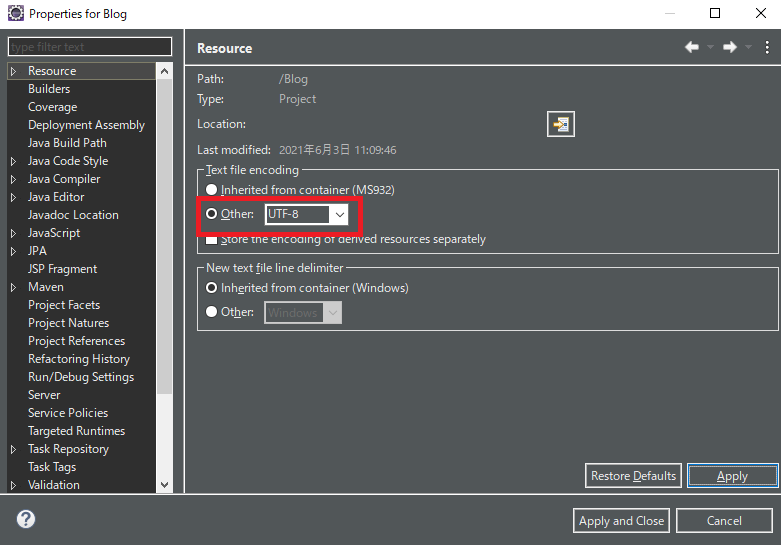 Properties for Blog
type filter text
Resource
Builders
Coverage
Deployment Assembly
Java Build Path
Java Code Style
Java Compiler
Java Editor
Javadoc Location
JavaScript
JPA
JSP Fragment
Maven
Project Facets
Project Natures
Project References
Refactoring History
Run/Debug Settings
Server
Service Policies
Targeted Runtimes
Task Repository
Task Tags
Validation
Resource
Path: /Blog
Type: Project
Location:
Last modified: 2021年6月3日 11:09:46
Text file encoding
Inherited from container (MS932)
Other: UTF-8
Store the encoding of derived resources separately
New text file line delimiter
Inherited from container (Windows)
Other: Windows
Restore Defaults Apply
Apply and Close Cancel